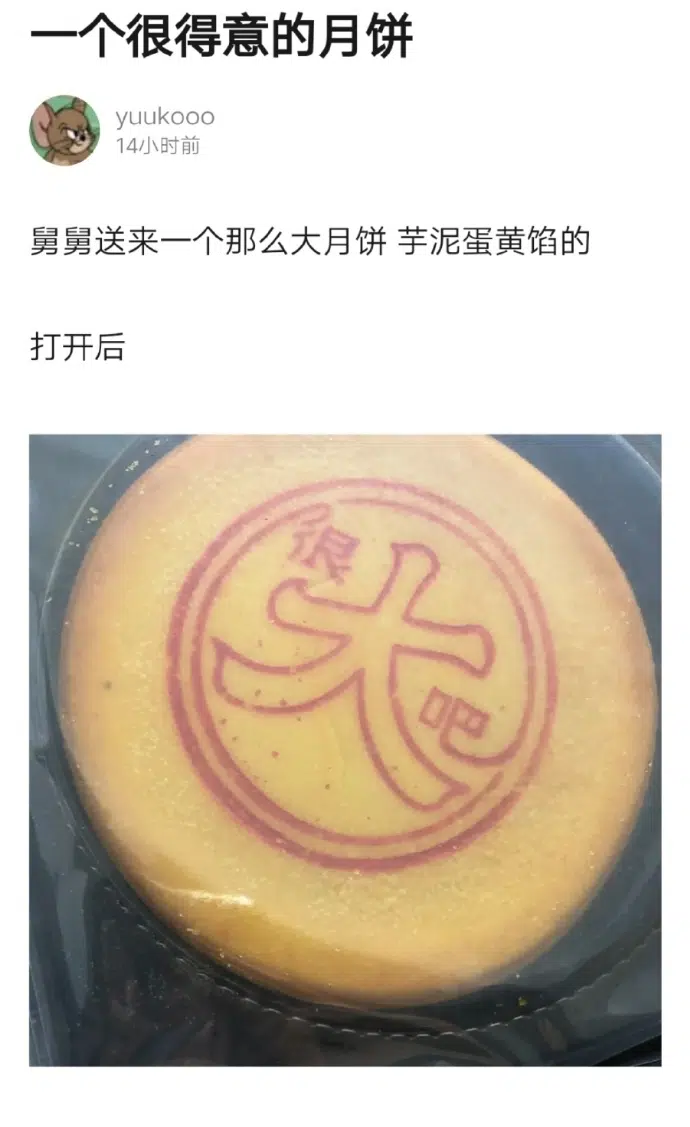 一个很得意的月饼
yuukooo
14小时前
舅舅送来一个那么大月饼 芋泥蛋黄馅的
打开后
很
大
吧